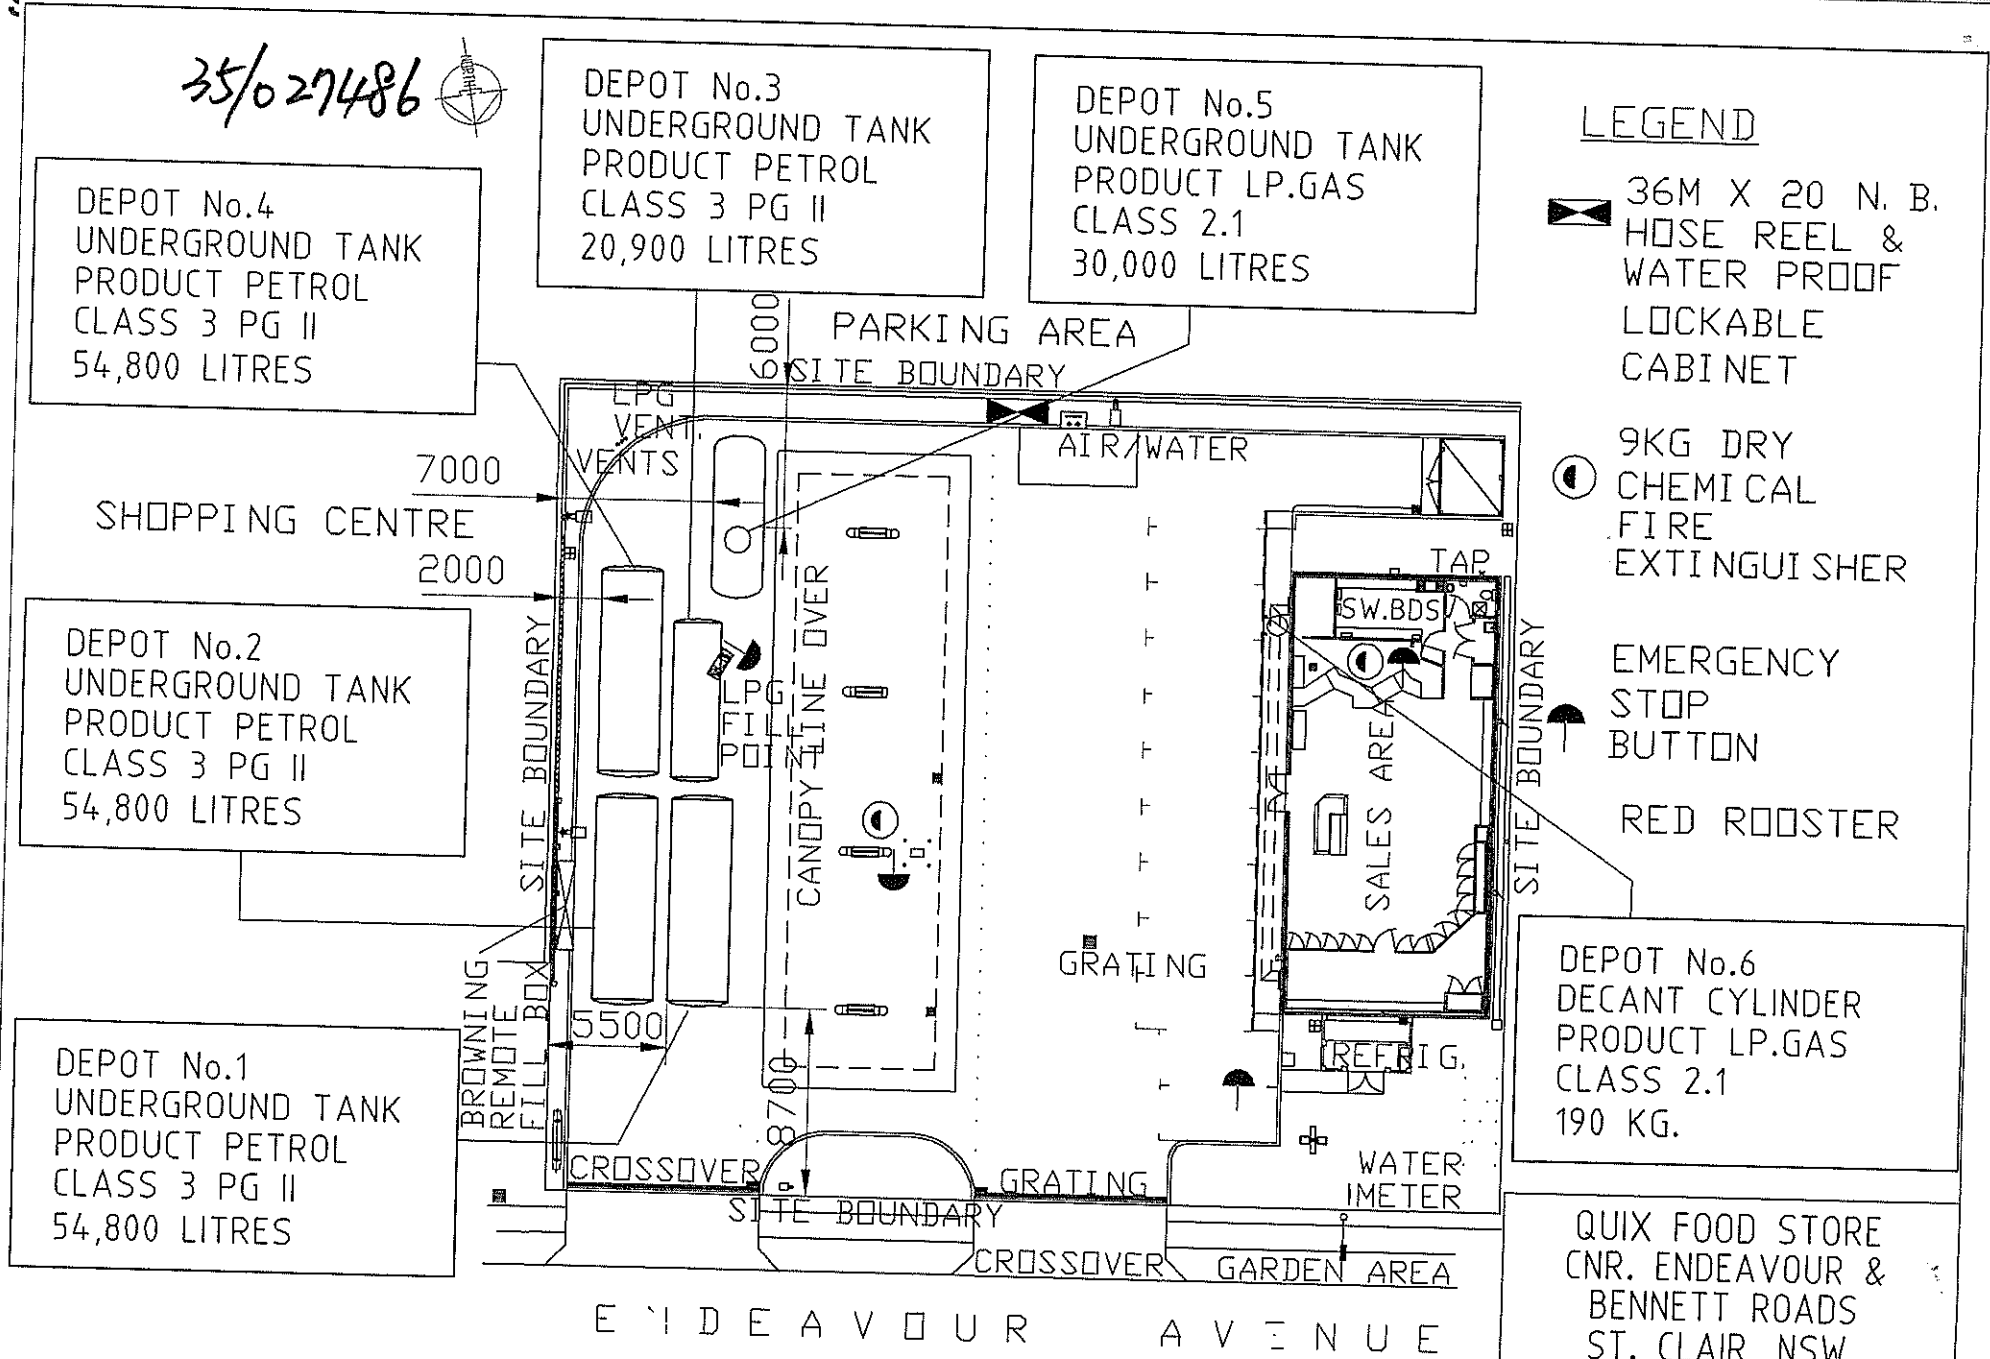 35/027486
NORTH
DEPOT No.3
UNDERGROUND TANK
PRODUCT PETROL
CLASS 3 PG II
20,900 LITRES
DEPOT No.5
UNDERGROUND TANK
PRODUCT LP.GAS
CLASS 2.1
30,000 LITRES
LEGEND
36M X 20 N. B.
HOSE REEL &
WATER PROOF
LOCKABLE
CABINET
9KG DRY
CHEMICAL
FIRE
EXTINGUISHER
EMERGENCY
STOP
BUTTON
RED ROOSTER
DEPOT No.4
UNDERGROUND TANK
PRODUCT PETROL
CLASS 3 PG II
54,800 LITRES
6000
PARKING AREA
SITE BOUNDARY
LPG
VENT.
VENTS
AIR/WATER
7000
SHOPPING CENTRE
2000
TAP
SW.BDS
DEPOT No.2
UNDERGROUND TANK
PRODUCT PETROL
CLASS 3 PG II
54,800 LITRES
SITE BOUNDARY
LPG
FILL
POINT
CANOPY LINE OVER
SALES AREA
SITE BOUNDARY
GRATING
BROWNING
REMOTE
FILL BOX
5500
8700
REFRIG.
DEPOT No.6
DECANT CYLINDER
PRODUCT LP.GAS
CLASS 2.1
190 KG.
DEPOT No.1
UNDERGROUND TANK
PRODUCT PETROL
CLASS 3 PG II
54,800 LITRES
CROSSOVER
GRATING
WATER
METER
SITE BOUNDARY
CROSSOVER
GARDEN AREA
ENDEAVOUR AVENUE
QUIX FOOD STORE
CNR. ENDEAVOUR &
BENNETT ROADS
ST. CLAIR NSW